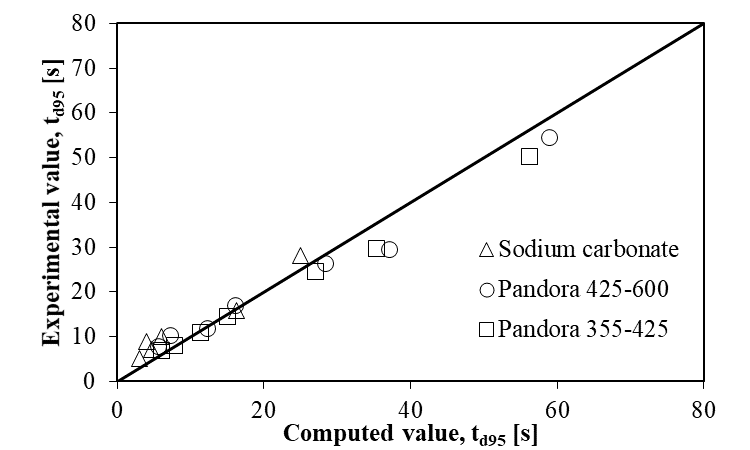 80
70
60
50
40
30
20
10
0
Experimental value, td95 [s]
Sodium carbonate
Pandora 425-600
Pandora 355-425
0 20 40 60 80
Computed value, td95 [s]